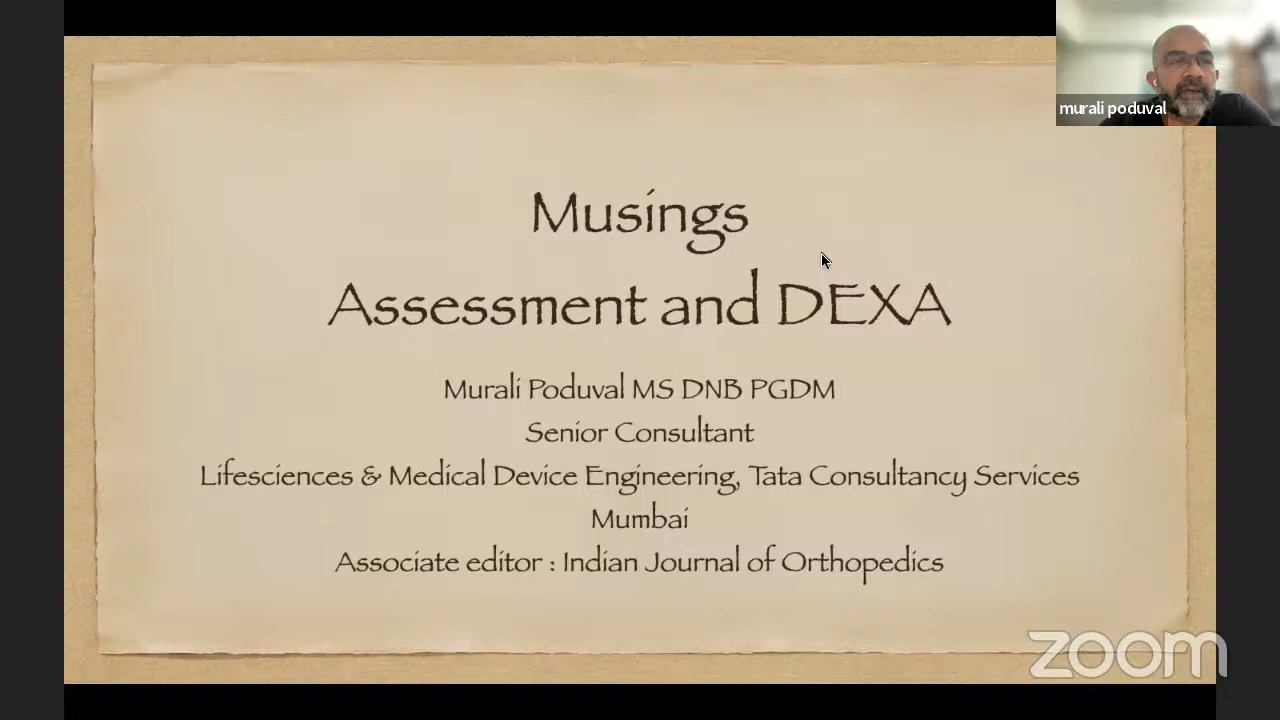 murali poduval
Musings
Assessment and DEXA
Murali Poduval MS DNB PGDM
Senior Consultant
Lifesciences & Medical Device Engineering, Tata Consultancy Services
Mumbai
Associate editor : Indian Journal of Orthopedics
zoom